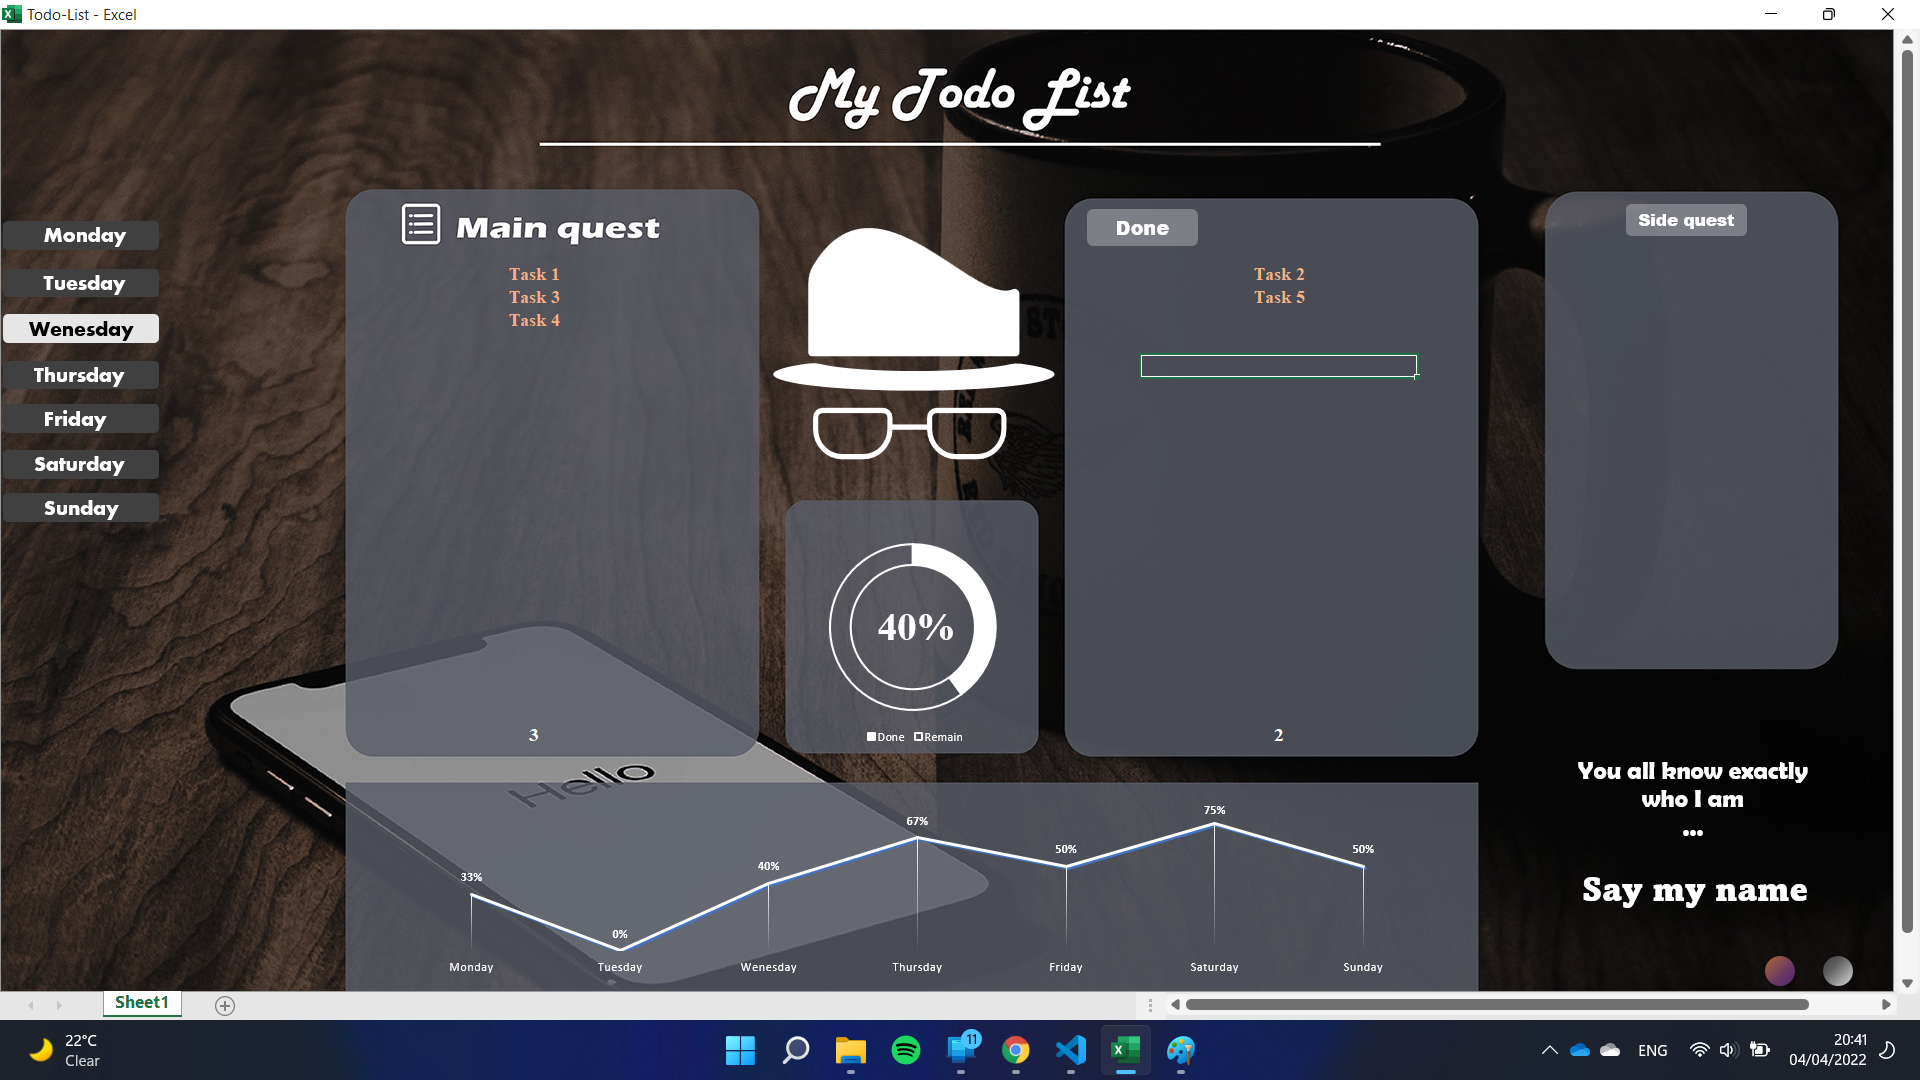 Todo-List - Excel
My Todo List
Monday
Tuesday
Wenesday
Thursday
Friday
Saturday
Sunday
Main quest
Task 1
Task 3
Task 4
3
40%
Done Remain
Done
Task 2
Task 5
2
Side quest
Hello
33%
0%
40%
67%
50%
75%
50%
Monday Tuesday Wenesday Thursday Friday Saturday Sunday
You all know exactly
who I am
...
Say my name
Sheet1
22°C
Clear
11
ENG
20:41
04/04/2022